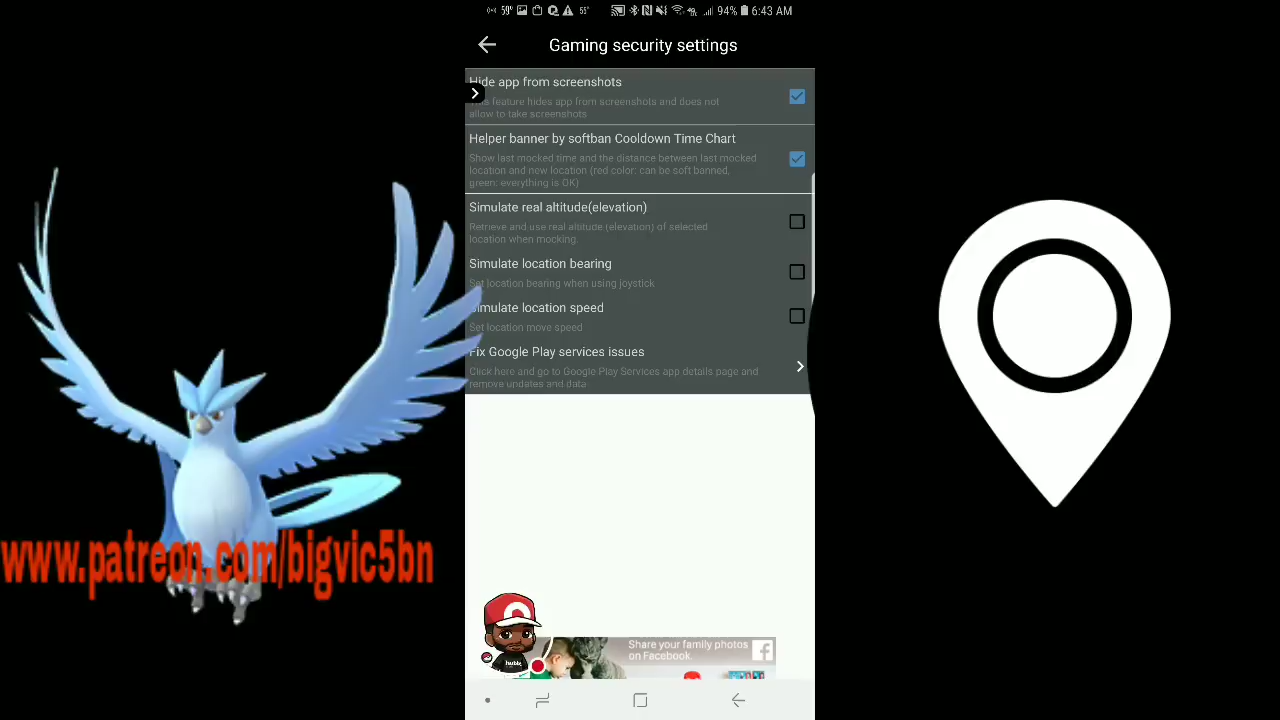 59° 55° 94% 6:43 AM
Gaming security settings
Hide app from screenshots
This feature hides app from screenshots and does not
allow to take screenshots
Helper banner by softban Cooldown Time Chart
Show last mocked time and the distance between last mocked
location and new location (red color: can be soft banned,
green: everything is OK)
Simulate real altitude(elevation)
Retrieve and use real altitude (elevation) of selected
location when mocking.
Simulate location bearing
Set location bearing when using joystick
Simulate location speed
Set location move speed
Fix Google Play services issues
Click here and go to Google Play Services app details page and
remove updates and data
www.patreon.com/bigvic5bn
Share your family photos
on Facebook.